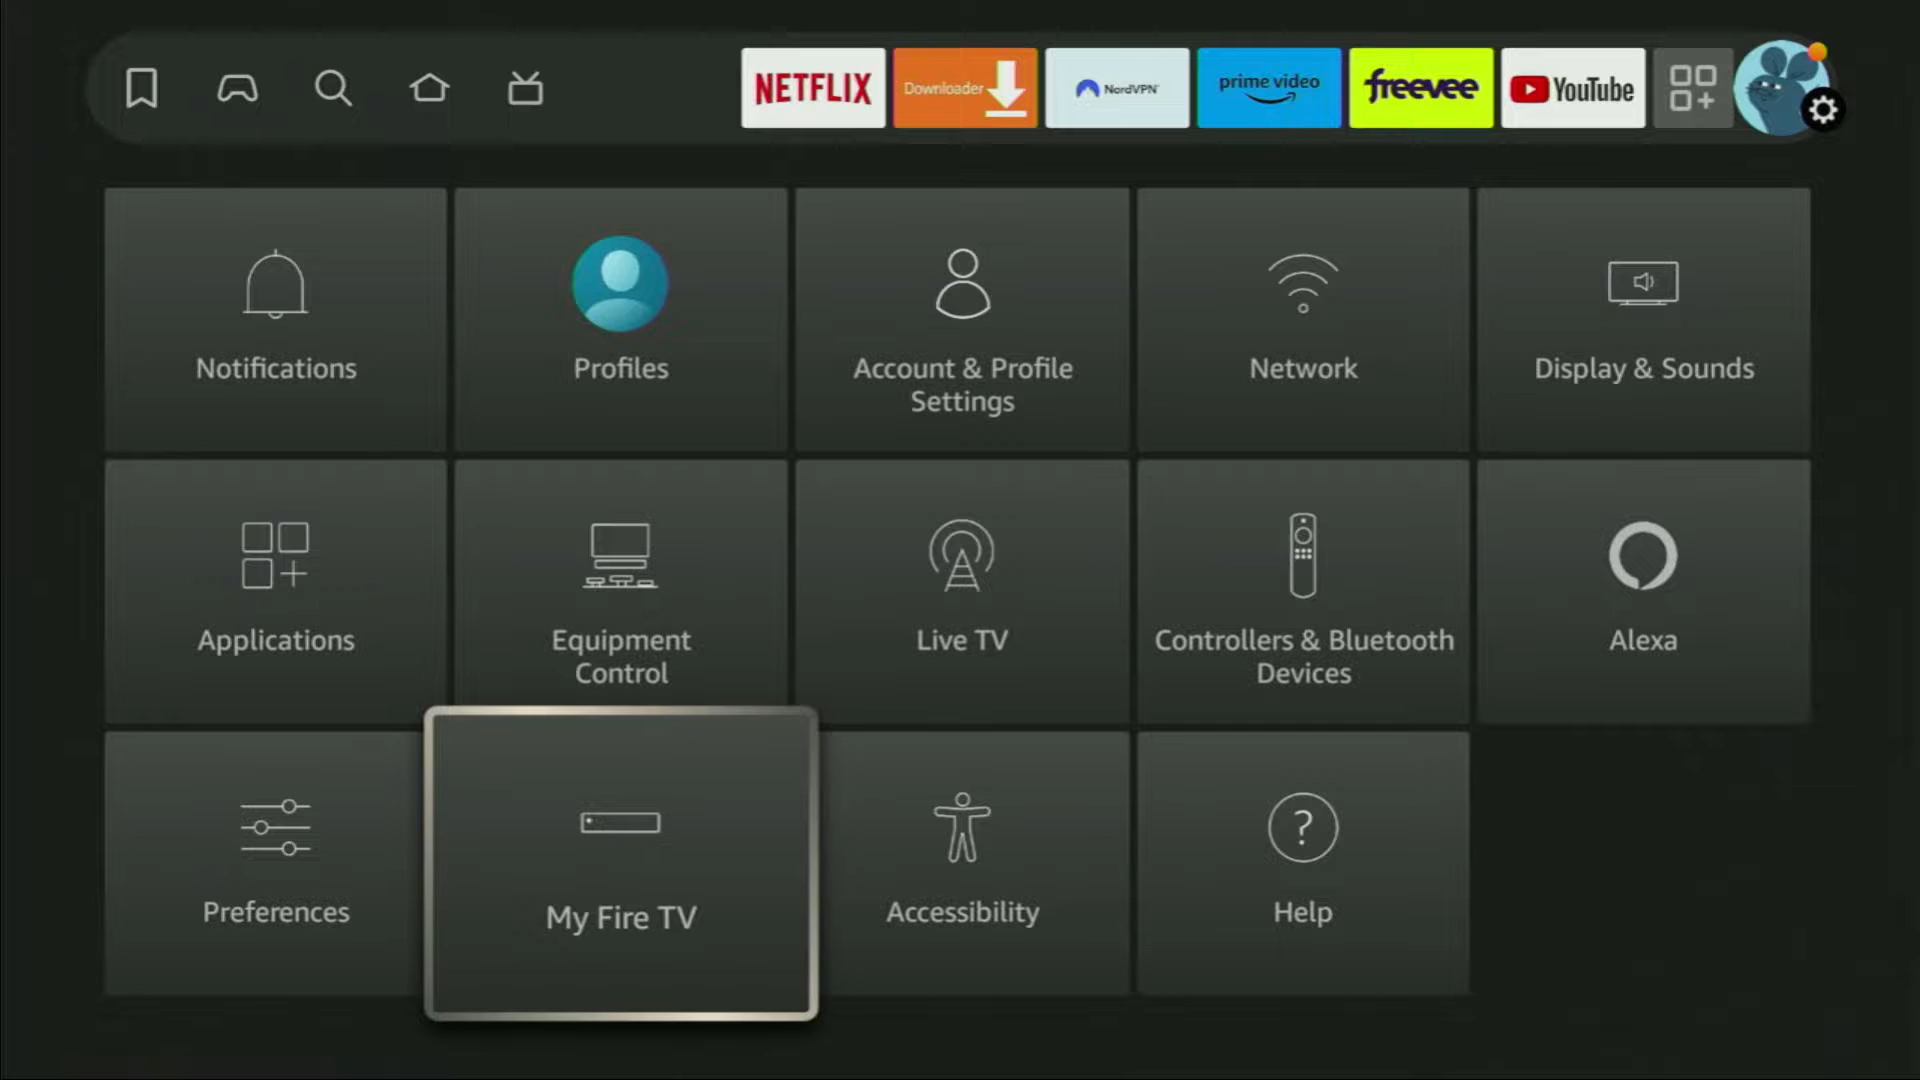 NETFLIX
Downloader
NordVPN
prime video
freevee
YouTube
Notifications
Profiles
Account & Profile
Settings
Network
Display & Sounds
Applications
Equipment
Control
Live TV
Controllers & Bluetooth
Devices
Alexa
Preferences
My Fire TV
Accessibility
?
Help